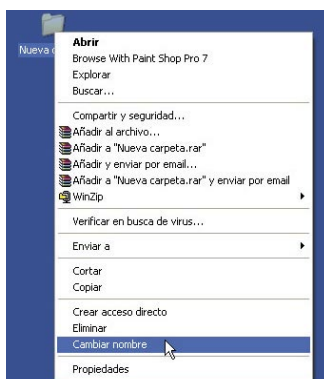 Nueva
Abrir
Browse With Paint Shop Pro 7
Explorar
Buscar...
Compartir y seguridad...
Añadir al archivo...
Añadir a "Nueva carpeta.rar"
Añadir y enviar por email...
Añadir a "Nueva carpeta.rar" y enviar por email
WinZip
Verificar en busca de virus...
Enviar a
Cortar
Copiar
Crear acceso directo
Eliminar
Cambiar nombre
Propiedades